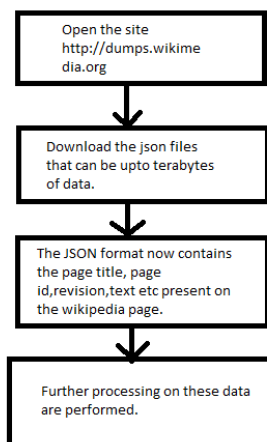 Open the site
http://dumps.wikime
dia.org
Download the json files
that can be upto terabytes
of data.
The JSON format now contains
the page title, page
id,revision,text etc present on
the wikipedia page.
Further processing on these data
are performed.